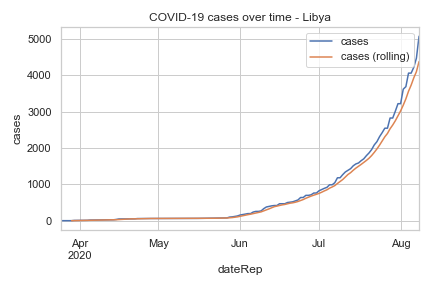 COVID-19 cases over time - Libya
cases
cases (rolling)
cases
5000
4000
3000
2000
1000
0
Apr
2020
May
Jun
Jul
Aug
dateRep